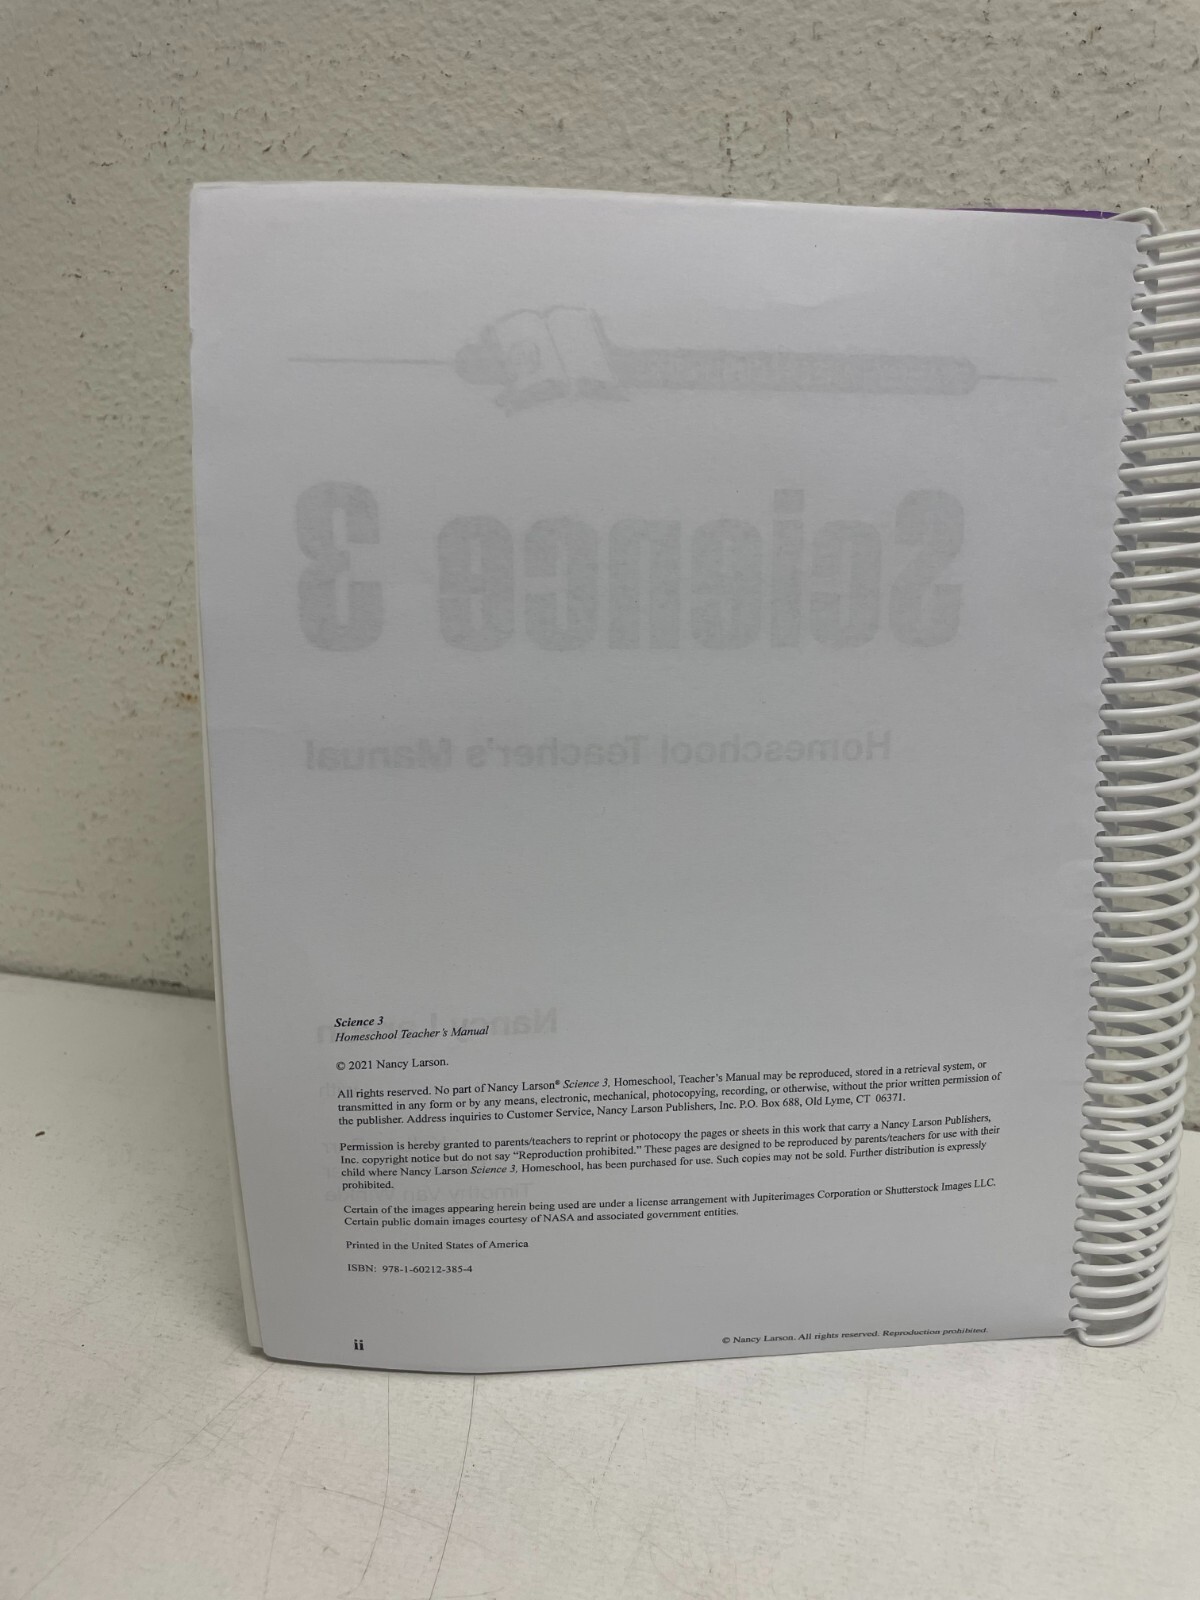 Science 3
Homeschool Teacher's Manual
Science 3
Homeschool Teacher's Manual
© 2021 Nancy Larson.
All rights reserved. No part of Nancy Larson® Science 3, Homeschool, Teacher's Manual may be reproduced, stored in a retrieval system, or
transmitted in any form or by any means, electronic, mechanical, photocopying, recording, or otherwise, without the prior written permission of
the publisher. Address inquiries to Customer Service, Nancy Larson Publishers, Inc. P.O. Box 688, Old Lyme, CT 06371.
Permission is hereby granted to parents/teachers to reprint or photocopy the pages or sheets in this work that carry a Nancy Larson Publishers,
Inc. copyright notice but do not say “Reproduction prohibited.” These pages are designed to be reproduced by parents/teachers for use with their
child where Nancy Larson Science 3, Homeschool, has been purchased for use. Such copies may not be sold. Further distribution is expressly
prohibited.
Certain of the images appearing herein being used are under a license arrangement with Jupiterimages Corporation or Shutterstock Images LLC.
Certain public domain images courtesy of NASA and associated government entities.
Printed in the United States of America
ISBN: 978-1-60212-385-4
ii
© Nancy Larson. All rights reserved. Reproduction prohibited.